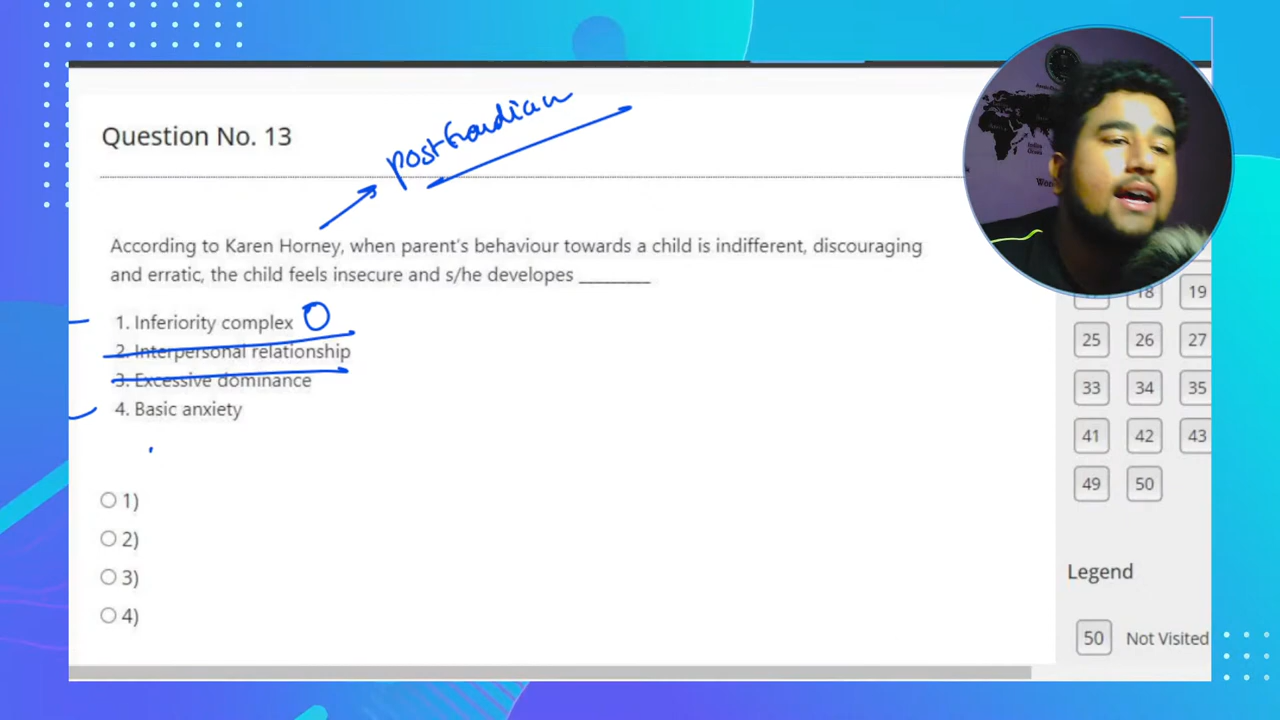 Question No. 13
postfraudian
According to Karen Horney, when parent's behaviour towards a child is indifferent, discouraging
and erratic, the child feels insecure and s/he developes ________
1. Inferiority complex
2. Interpersonal relationship
3. Excessive dominance
4. Basic anxiety
1)
2)
3)
4)
18 19
25 26 27
33 34 35
41 42 43
49 50
Legend
50 Not Visited